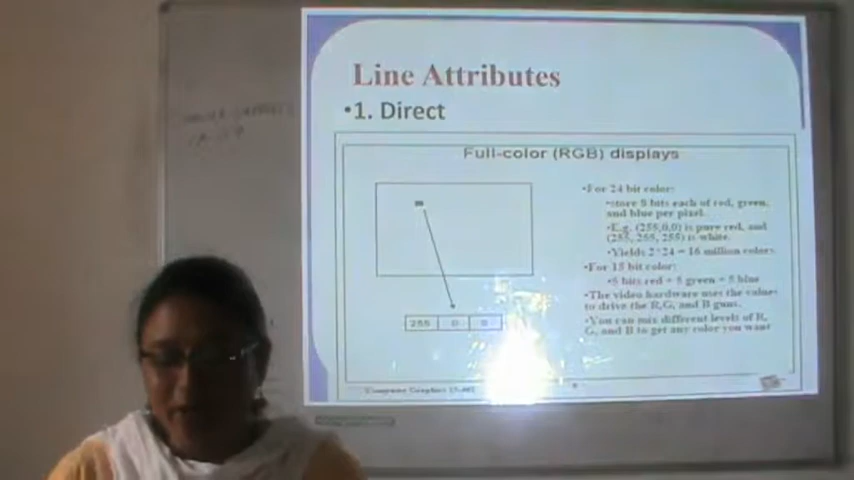 Line Attributes
•1. Direct
Full-color (RGB) displays
•For 24 bit color:
•store 8 bits each of red, green,
and blue per pixel.
•E.g. (255,0,0) is pure red, and
(255, 255, 255) is white.
•Yields 2^24 = 16 million colors
•For 15 bit color:
•5 bits red + 5 green + 5 blue
•The video hardware uses the values
to drive the R,G, and B guns.
•You can mix different levels of R,
G, and B to get any color you want
255 0 0
Computer Graphics